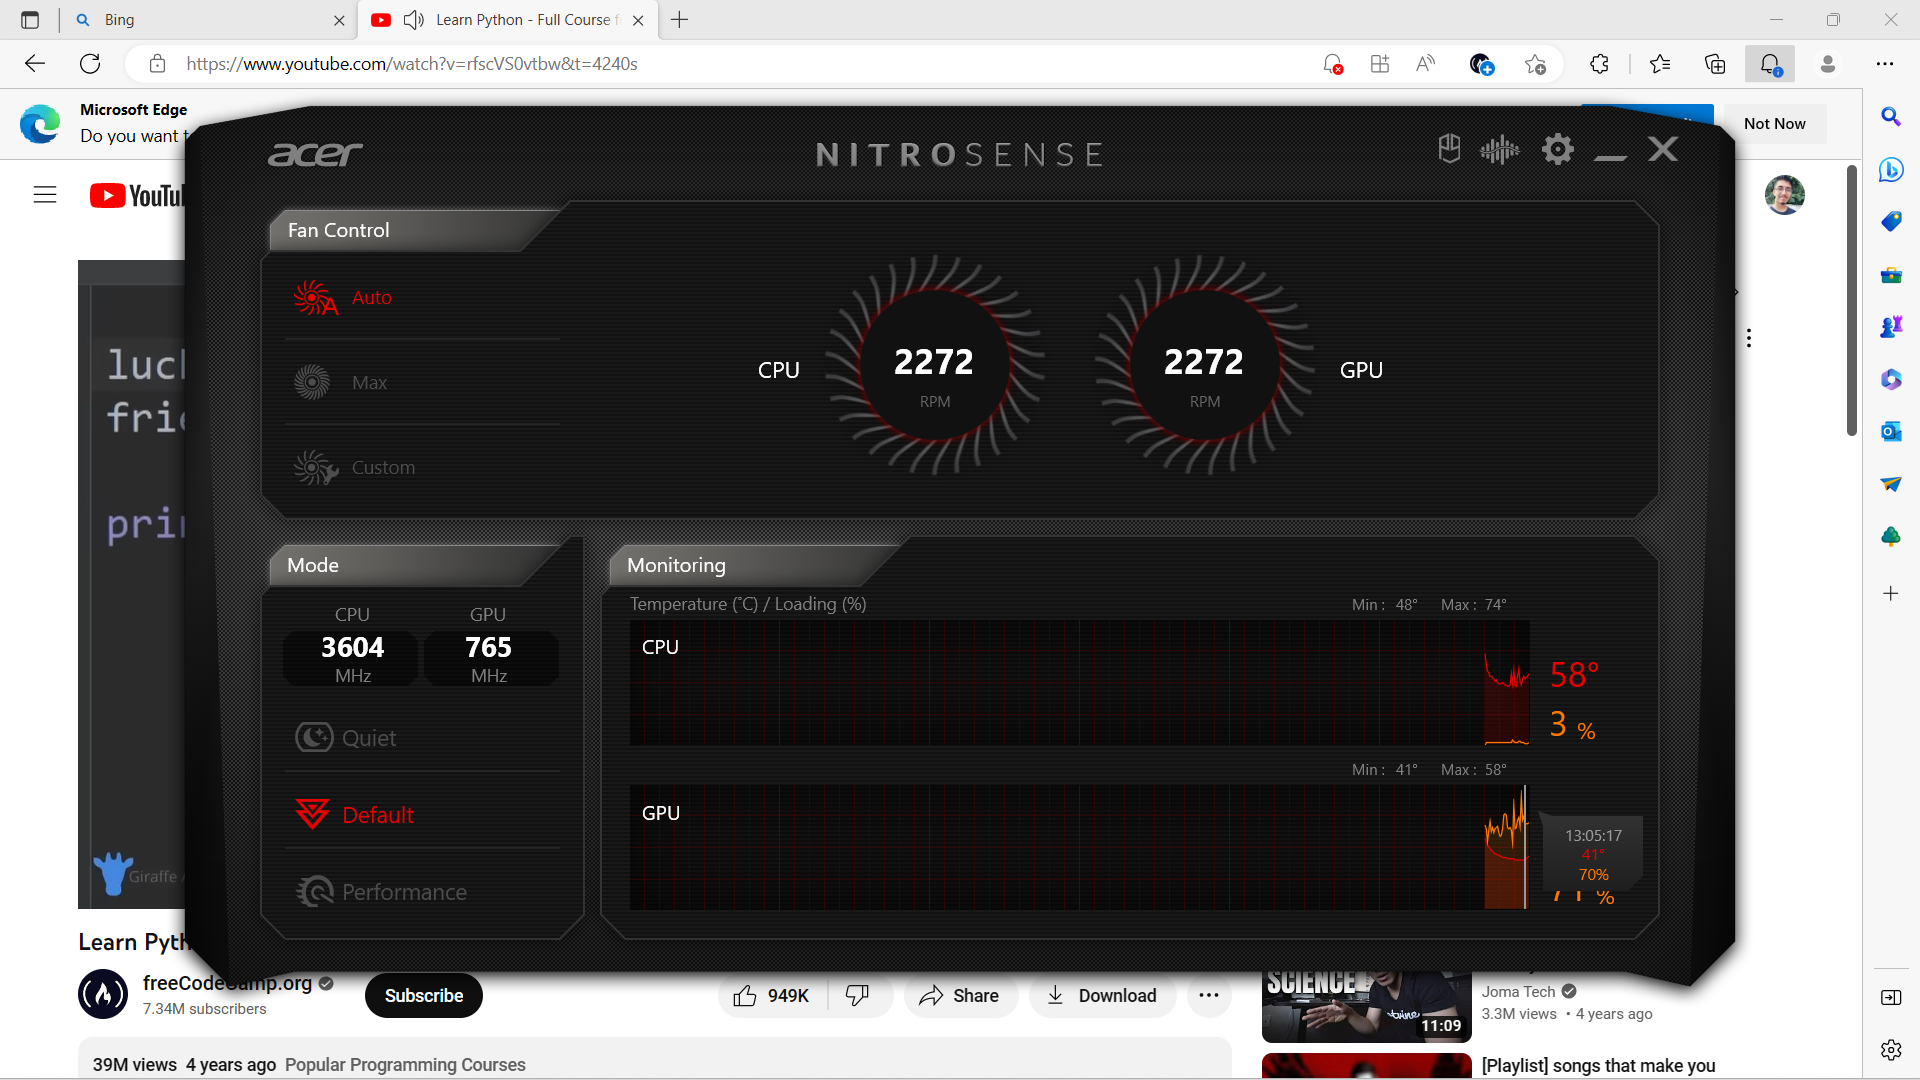 Bing
Learn Python - Full Course f
https://www.youtube.com/watch?v=rfscVS0vtbw&t=4240s
Microsoft Edge
Do you want
Not Now
acer
NITROSENSE
Fan Control
Auto
Max
Custom
CPU
2272
RPM
2272
RPM
GPU
luc
fri
pri
Mode
CPU
3604
MHz
GPU
765
MHz
Quiet
Default
Performance
Monitoring
Temperature (°C) / Loading (%)
Min : 48° Max : 74°
CPU
58°
3 %
Min : 41° Max : 58°
GPU
13:05:17
41°
70%
71 %
Giraffe
Learn Pyth
freeCodeCamp.org
7.34M subscribers
Subscribe
949K
Share
Download
39M views 4 years ago Popular Programming Courses
SCIENCE
twine
11:09
Joma Tech
3.3M views • 4 years ago
[Playlist] songs that make you